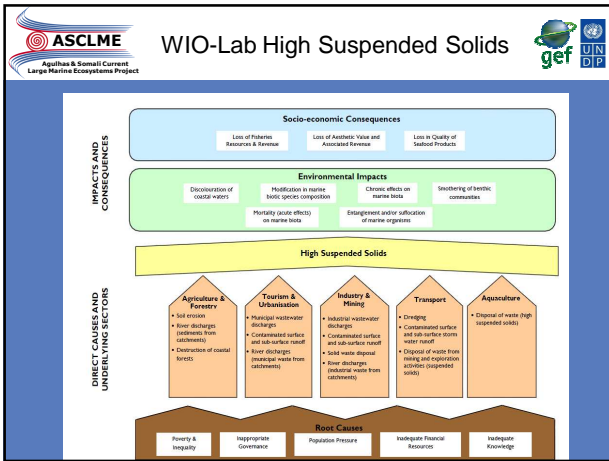 ASCLME
Agulhas & Somali Current
Large Marine Ecosystems Project
WIO-Lab High Suspended Solids
gef
U N
D P
IMPACTS AND
CONSEQUENCES
Socio-economic Consequences
Loss of Fisheries
Resources & Revenue
Loss of Aesthetic Value and
Associated Revenue
Loss in Quality of
Seafood Products
Environmental Impacts
Discolouration of
coastal waters
Modification in marine
biotic species composition
Chronic effects on
marine biota
Smothering of benthic
communities
Mortality (acute effects)
on marine biota
Entanglement and/or suffocation
of marine organisms
High Suspended Solids
DIRECT CAUSES AND
UNDERLYING SECTORS
Agriculture &
Forestry
• Soil erosion
• River discharges
(sediments from
catchments)
• Destruction of coastal
forests
Tourism &
Urbanisation
• Municipal wastewater
discharges
• Contaminated surface
and sub-surface runoff
• River discharges
(municipal waste from
catchments)
Industry &
Mining
• Industrial wastewater
discharges
• Contaminated surface
and sub-surface runoff
• Solid waste disposal
• River discharges
(industrial waste from
catchments)
Transport
• Dredging
• Contaminated surface
and sub-surface storm
water runoff
• Disposal of waste from
mining and exploration
activities (suspended
solids)
Aquaculture
• Disposal of waste (high
suspended solids)
Root Causes
Poverty &
Inequality
Inappropriate
Governance
Population Pressure
Inadequate Financial
Resources
Inadequate
Knowledge